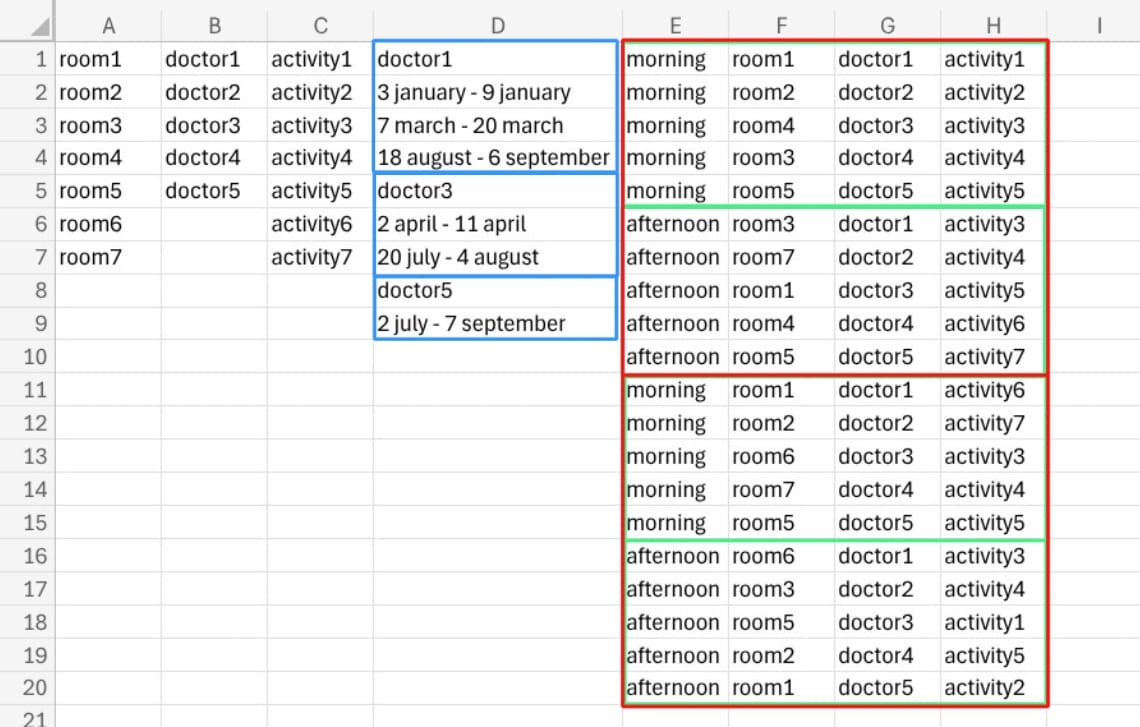 A B C D E F G H I
1 room1 doctor1 activity1 doctor1 morning room1 doctor1 activity1
2 room2 doctor2 activity2 3 january - 9 january morning room2 doctor2 activity2
3 room3 doctor3 activity3 7 march - 20 march morning room4 doctor3 activity3
4 room4 doctor4 activity4 18 august - 6 september morning room3 doctor4 activity4
5 room5 doctor5 activity5 doctor3 morning room5 doctor5 activity5
6 room6 activity6 2 april - 11 april afternoon room3 doctor1 activity3
7 room7 activity7 20 july - 4 august afternoon room7 doctor2 activity4
8 doctor5 afternoon room1 doctor3 activity5
9 2 july - 7 september afternoon room4 doctor4 activity6
10 afternoon room5 doctor5 activity7
11 morning room1 doctor1 activity6
12 morning room2 doctor2 activity7
13 morning room6 doctor3 activity3
14 morning room7 doctor4 activity4
15 morning room5 doctor5 activity5
16 afternoon room6 doctor1 activity3
17 afternoon room3 doctor2 activity4
18 afternoon room5 doctor3 activity1
19 afternoon room2 doctor4 activity5
20 afternoon room1 doctor5 activity2
21